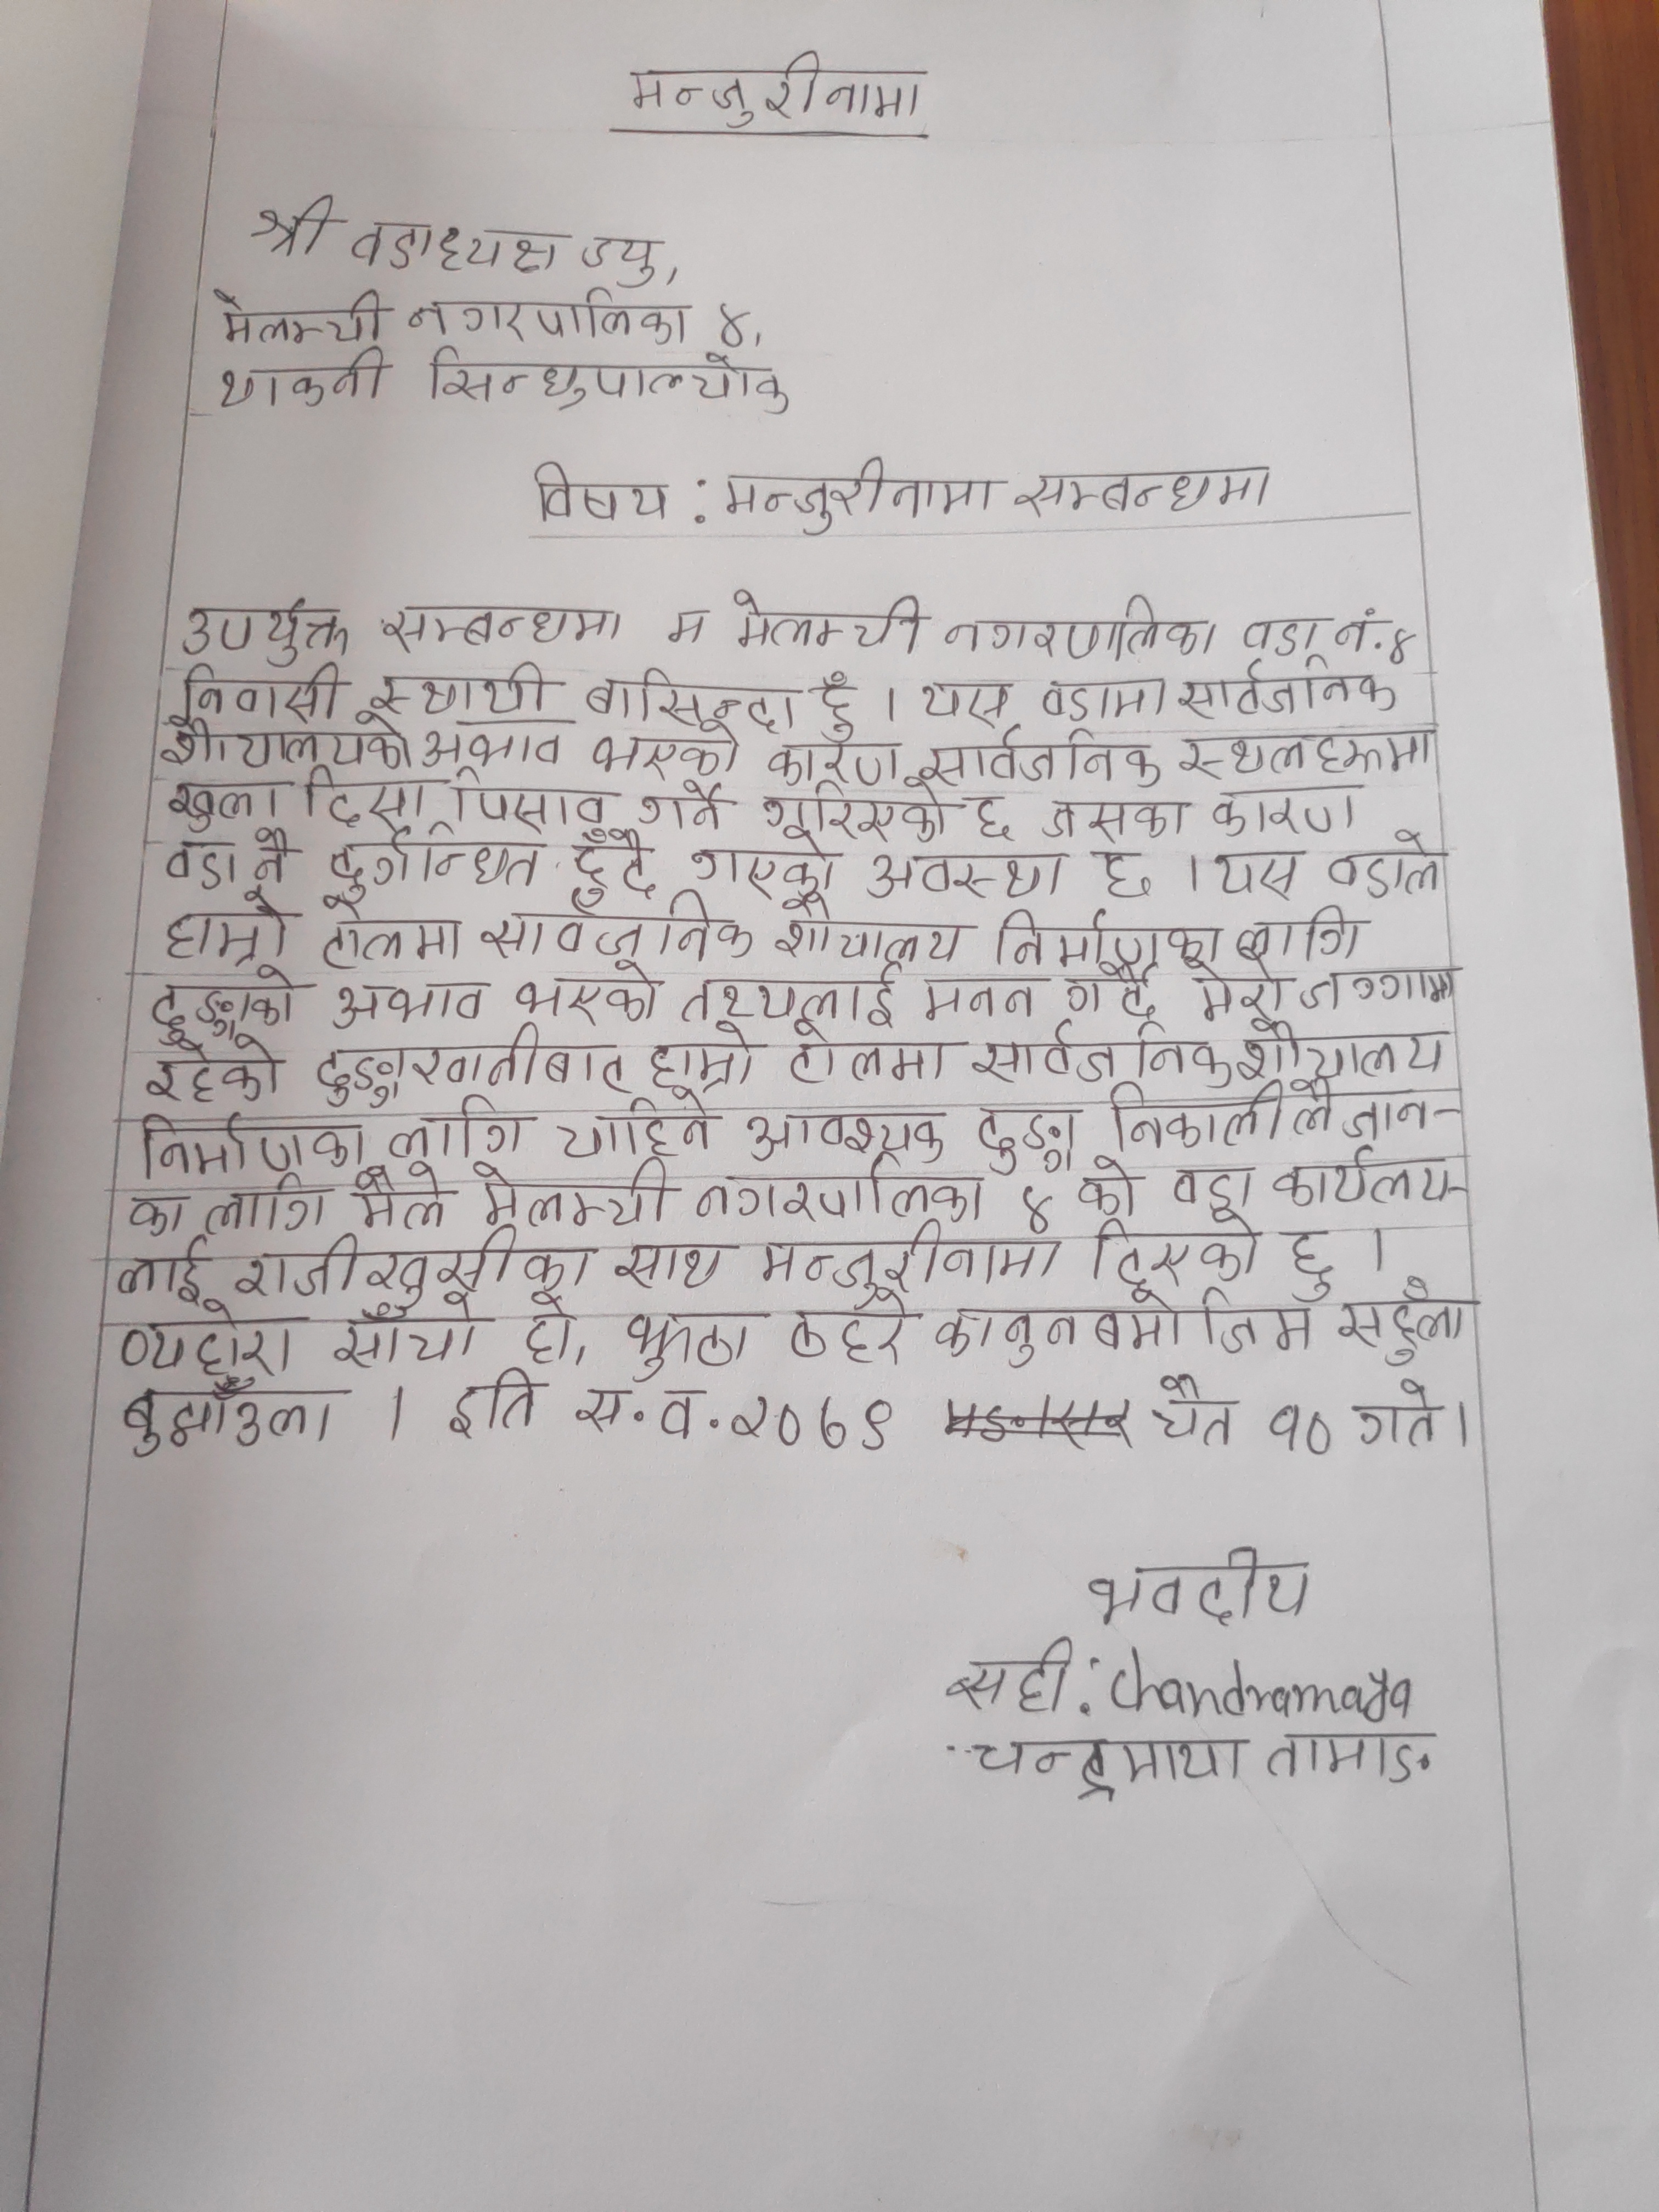 मन्जुरीनामा
श्री वडाध्यक्ष ज्यु,
मेलम्ची नगरपालिका ४,
थाकनी सिन्धुपाल्चोक
विषय : मन्जुरीनामा सम्बन्धमा
उपर्युक्त सम्बन्धमा म मेलम्ची नगरपालिका वडा नं. ४
निवासी स्थायी बासिन्दा हुँ । यस वडामा सार्वजनिक
शौचालयको अभाव भएको कारण सार्वजनिक स्थलहरूमा
खुला दिसा पिसाव गर्ने गरिएको छ जसका कारण
वडा नै दुर्गन्धित हुँदै गएको अवस्था छ । यस वडाले
हाम्रो टोलमा सार्वजनिक शौचालय निर्माणका लागि
ढुङ्गाको अभाव भएको तथ्यलाई मनन गर्दै मेरो जग्गामा
रहेको ढुङ्गाखानीबाट हाम्रो टोलमा सार्वजनिक शौचालय
निर्माणका लागि चाहिने आवश्यक ढुङ्गा निकाली लैजान-
का लागि मैले मेलम्ची नगरपालिका ४ को वडा कार्यलय-
लाई राजीखुसीका साथ मन्जुरीनामा दिएको छु ।
व्यहोरा साँचो हो, झुठा ठहरे कानुन बमोजिम सहुँला
बुझाउँला । इति स.व. २०७९ चैत १० गते ।
भवदीय
सही : Chandramaya
चन्द्रमाया तामाङ